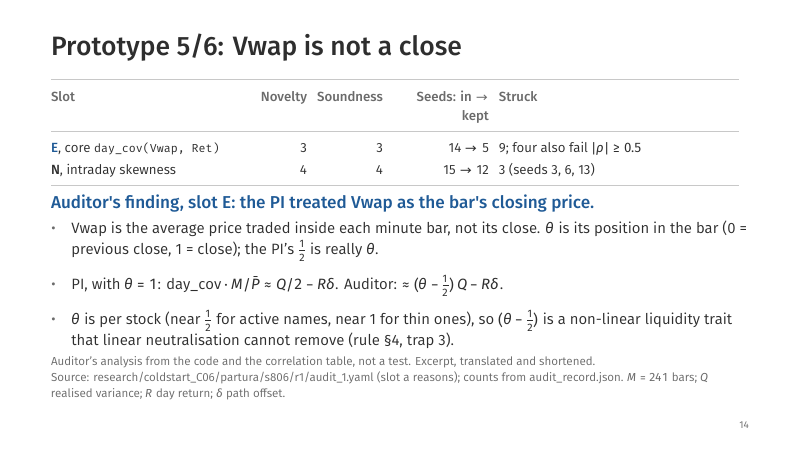 Prototype 5/6: Vwap is not a close
Slot Novelty Soundness Seeds: in → Struck
kept
E, core day_cov(Vwap, Ret) 3 3 14 → 5 9; four also fail |ρ| ≥ 0.5
N, intraday skewness 4 4 15 → 12 3 (seeds 3, 6, 13)
Auditor's finding, slot E: the PI treated Vwap as the bar's closing price.
• Vwap is the average price traded inside each minute bar, not its close. θ is its position in the bar (0 =
previous close, 1 = close); the PI's 1/2 is really θ.
• PI, with θ = 1: day_cov · M/P̄ ≈ Q/2 − Rδ. Auditor: ≈ (θ − 1/2) Q − Rδ.
• θ is per stock (near 1/2 for active names, near 1 for thin ones), so (θ − 1/2) is a non-linear liquidity trait
that linear neutralisation cannot remove (rule §4, trap 3).
Auditor's analysis from the code and the correlation table, not a test. Excerpt, translated and shortened.
Source: research/coldstart_C06/partura/s806/r1/audit_1.yaml (slot a reasons); counts from audit_record.json. M = 241 bars; Q
realised variance; R day return; δ path offset.
14